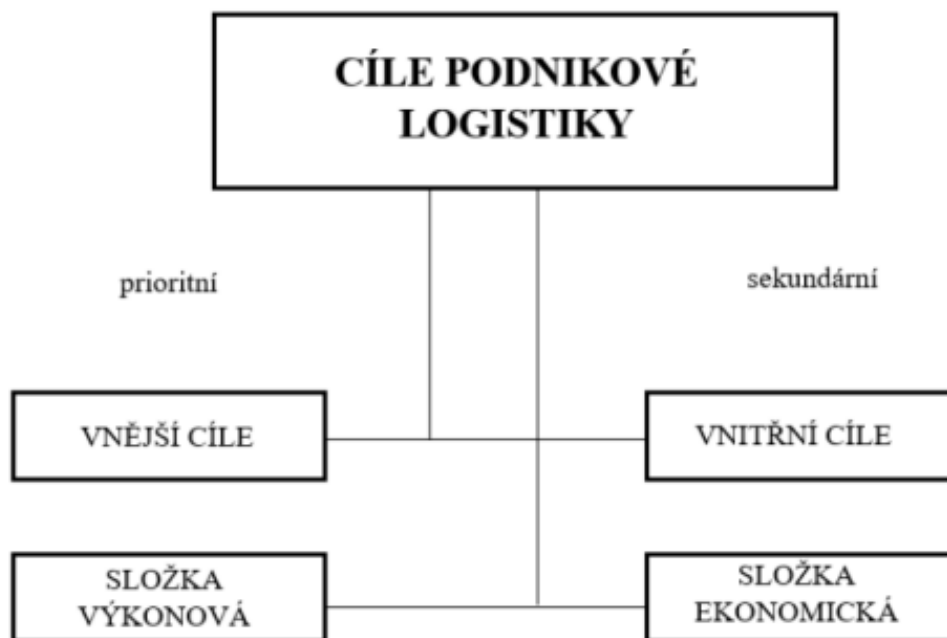 CÍLE PODNIKOVÉ
LOGISTIKY
prioritní
sekundární
VNĚJŠÍ CÍLE
VNITŘNÍ CÍLE
SLOŽKA
VÝKONOVÁ
SLOŽKA
EKONOMICKÁ